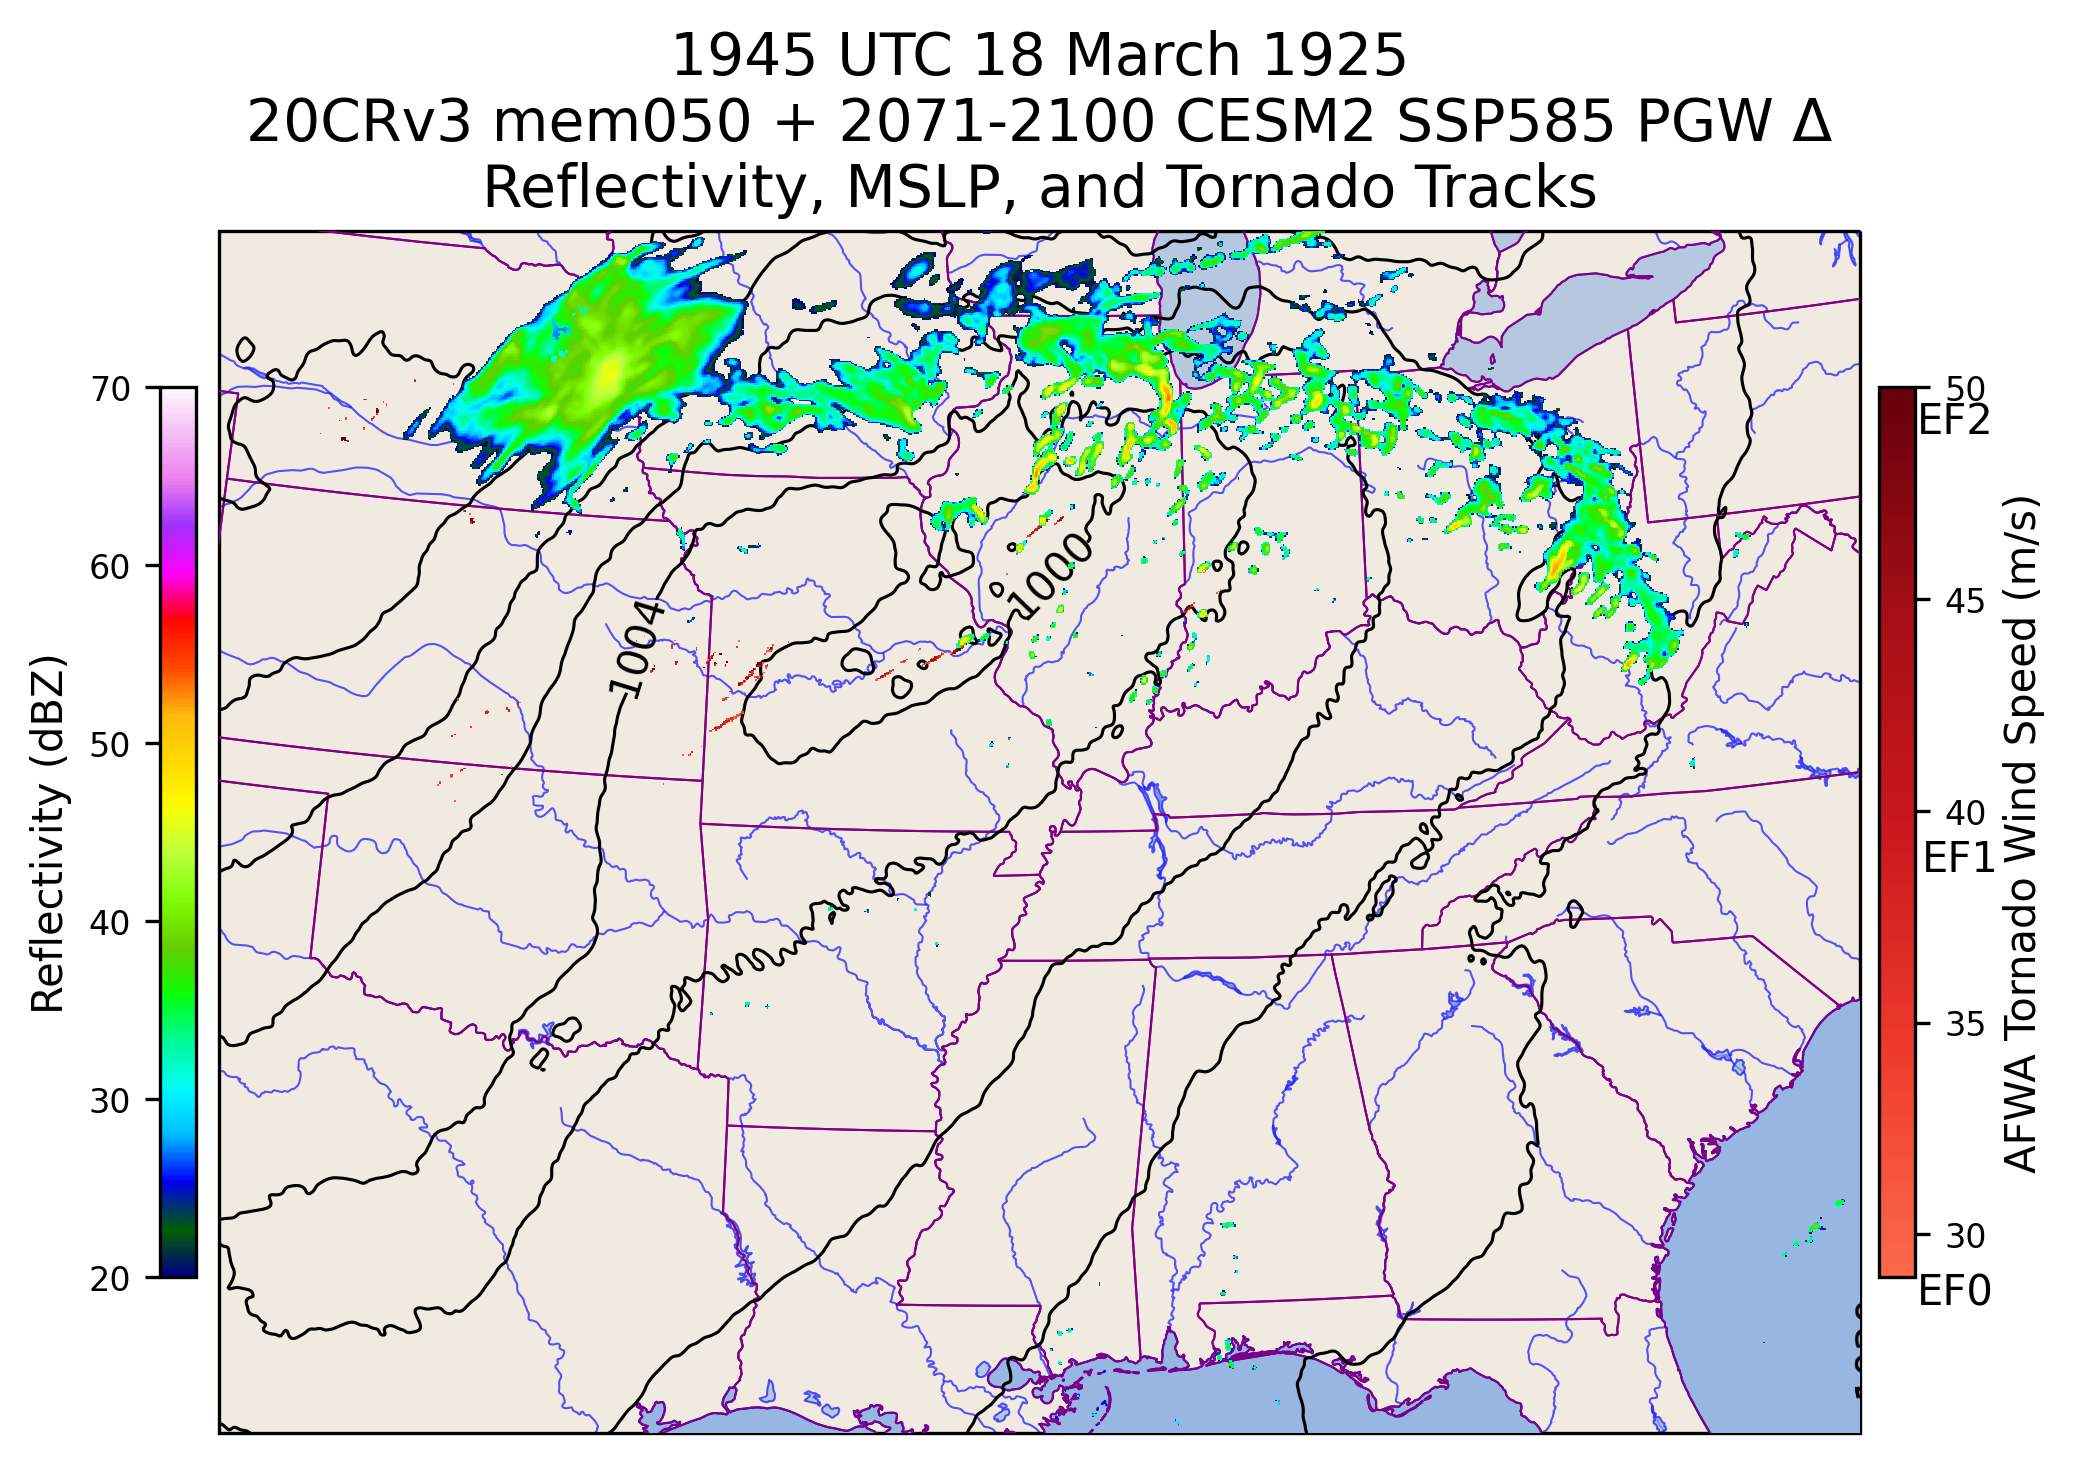 1945 UTC 18 March 1925
20CRv3 mem050 + 2071-2100 CESM2 SSP585 PGW Δ
Reflectivity, MSLP, and Tornado Tracks
70
60
50
40
30
20
Reflectivity (dBZ)
1004
1000
50
EF2
45
40
EF1
35
30
EF0
AFWA Tornado Wind Speed (m/s)